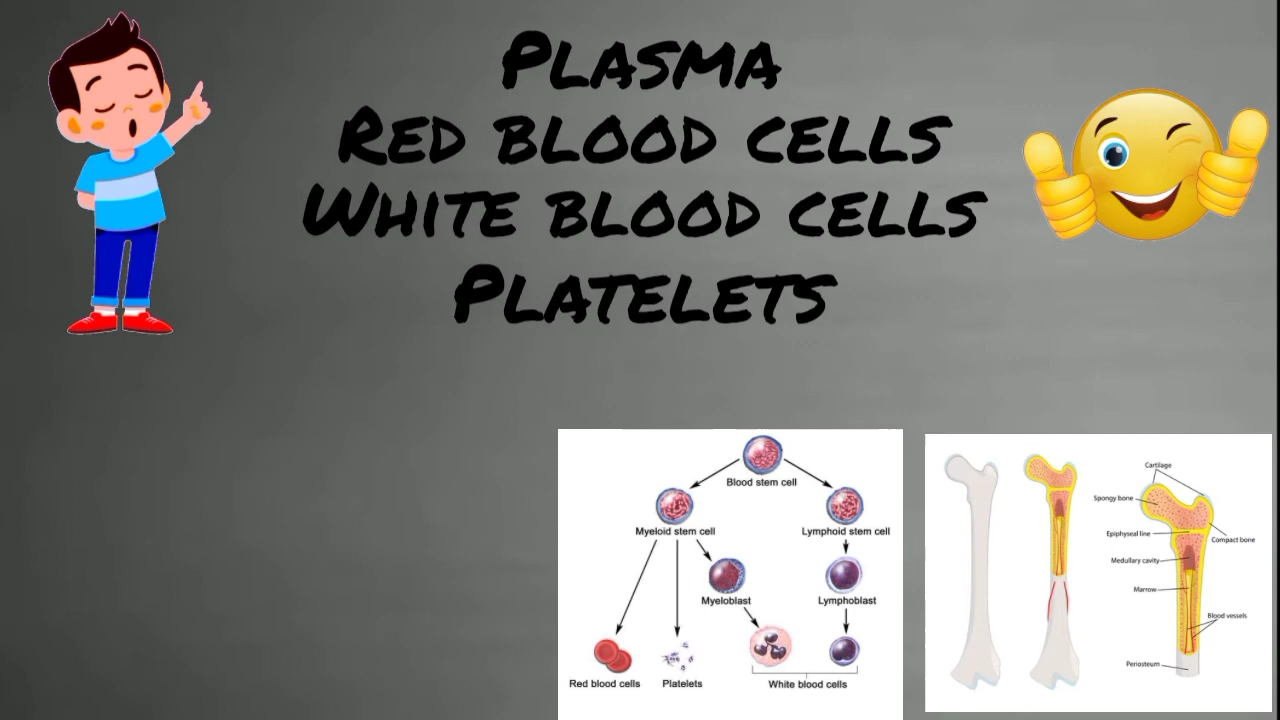 Plasma
Red blood cells
White blood cells
Platelets
Blood stem cell
Myeloid stem cell
Lymphoid stem cell
Myeloblast
Lymphoblast
Red blood cells
Platelets
White blood cells
Cartilage
Spongy bone
Epiphyseal line
Compact bone
Medullary cavity
Marrow
Blood vessels
Periosteum